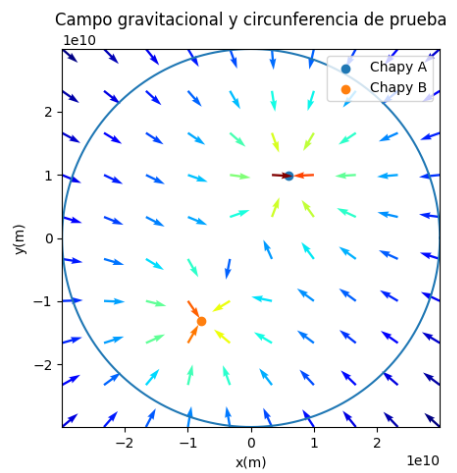 Campo gravitacional y circunferencia de prueba
1e10
Chapy A
Chapy B
2
1
0
−1
−2
y(m)
−2
−1
0
1
2
1e10
x(m)